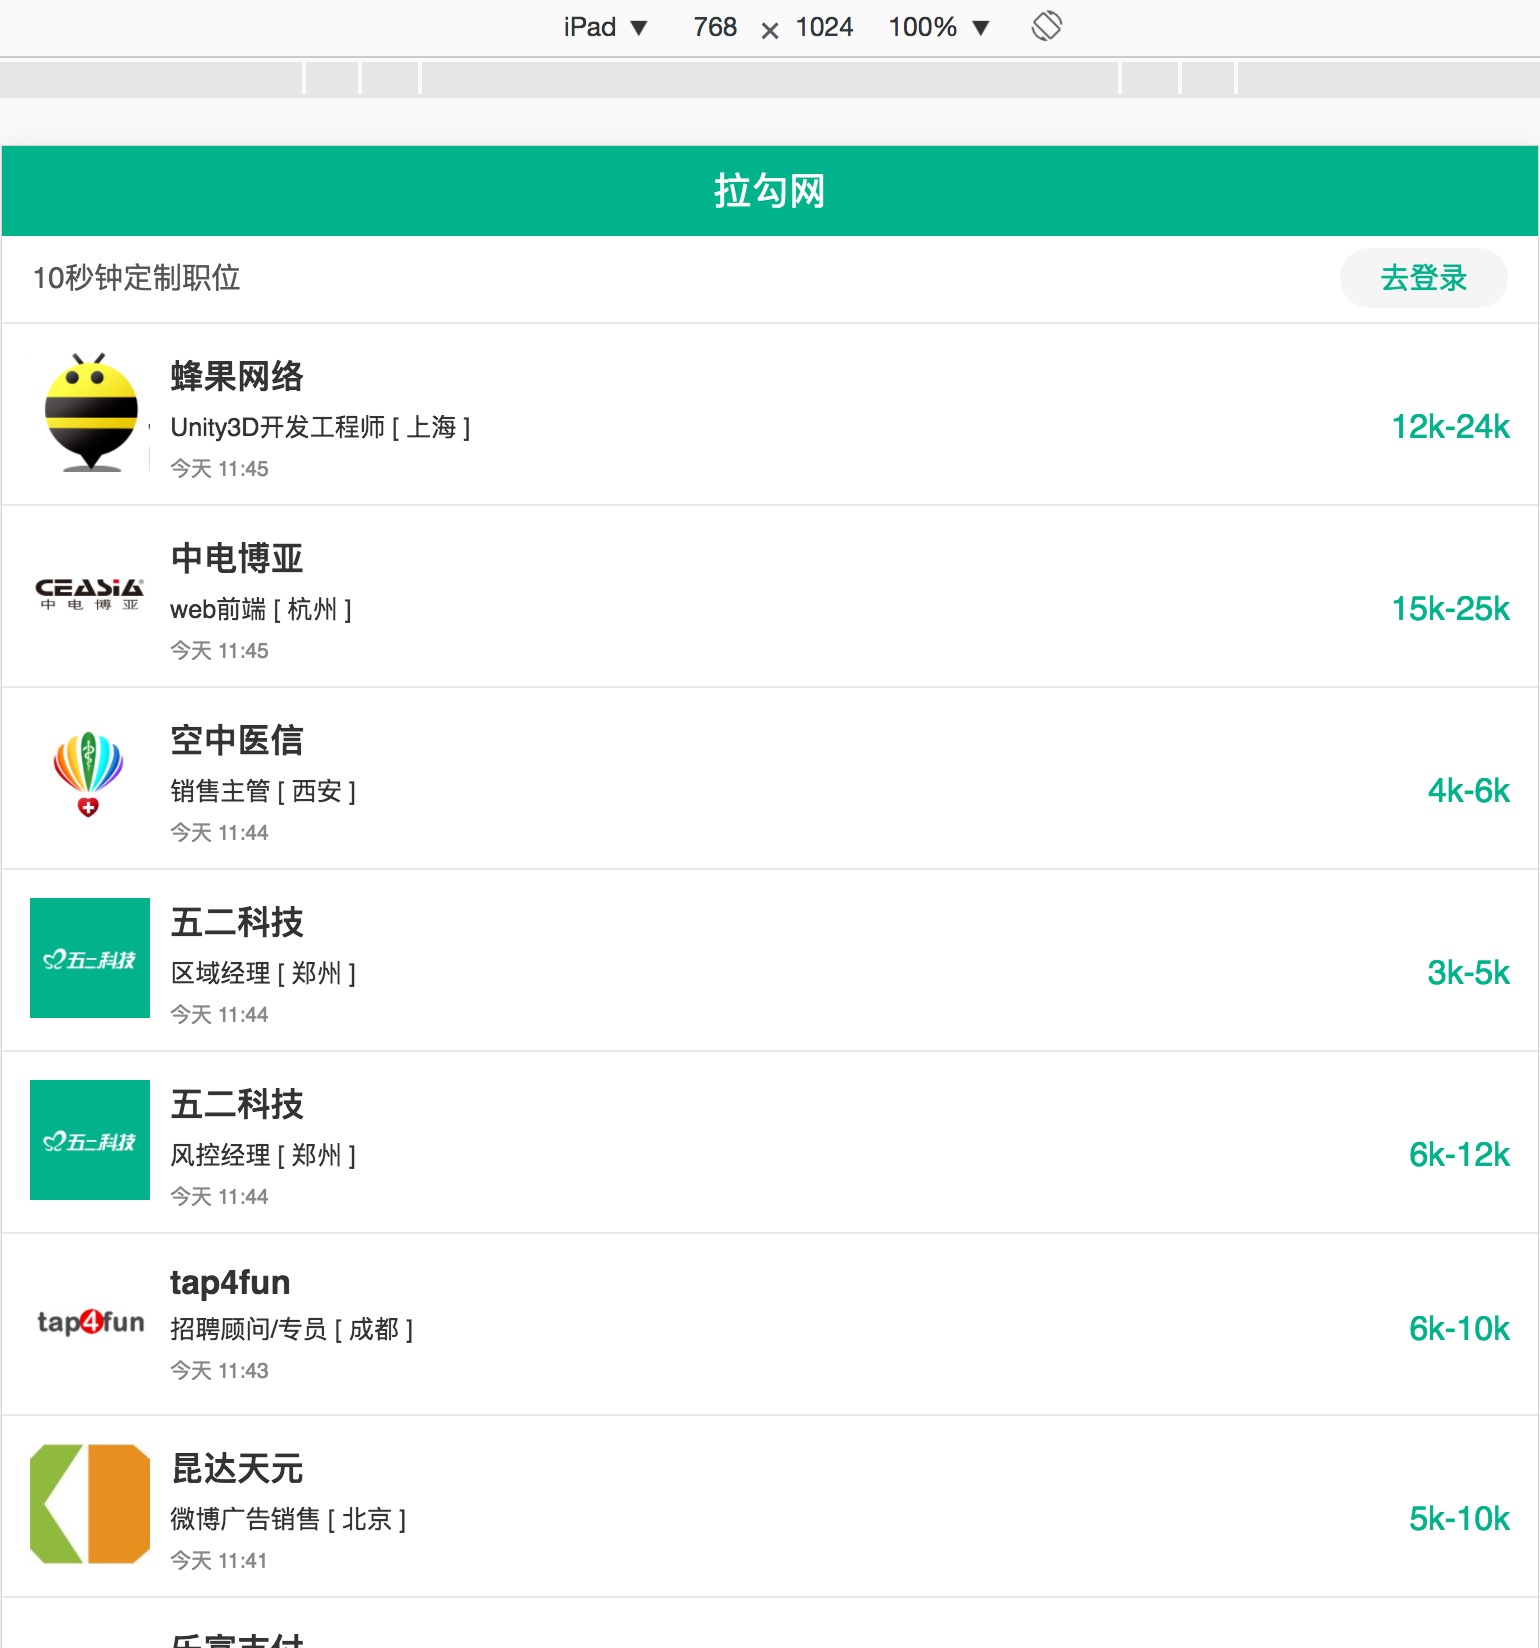 iPad ▼ 768 × 1024 100% ▼
拉勾网
10秒钟定制职位
去登录
蜂果网络
Unity3D开发工程师 [ 上海 ]
12k-24k
今天 11:45
CEASiA
中电博亚
中电博亚
web前端 [ 杭州 ]
15k-25k
今天 11:45
空中医信
销售主管 [ 西安 ]
4k-6k
今天 11:44
五二科技
五二科技
区域经理 [ 郑州 ]
3k-5k
今天 11:44
五二科技
五二科技
风控经理 [ 郑州 ]
6k-12k
今天 11:44
tap4fun
tap4fun
招聘顾问/专员 [ 成都 ]
6k-10k
今天 11:43
昆达天元
微博广告销售 [ 北京 ]
5k-10k
今天 11:41